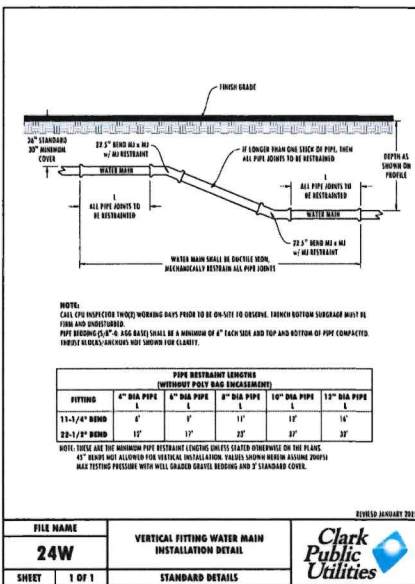 FINISH GRADE
36" STANDARD
30" MINIMUM
COVER
22.5° BEND MJ x MJ
w/ MJ RESTRAINT
IF LONGER THAN ONE STICK OF PIPE, THEN
ALL PIPE JOINTS TO BE RESTRAINED
DEPTH AS
SHOWN ON
PROFILE
WATER MAIN
L
ALL PIPE JOINTS TO
BE RESTRAINTED
L
ALL PIPE JOINTS TO
BE RESTRAINED
WATER MAIN
22.5° BEND MJ x MJ
w/ MJ RESTRAINT
WATER MAIN SHALL BE DUCTILE IRON,
MECHANICALLY RESTRAIN ALL PIPE JOINTS
NOTE:
CALL CPU INSPECTOR TWO(2) WORKING DAYS PRIOR TO BE ON-SITE TO OBSERVE. TRENCH BOTTOM SUBGRADE MUST BE
FIRM AND UNDISTURBED.
PIPE BEDDING (5/8"-0 AGG BASE) SHALL BE A MINIMUM OF 6" EACH SIDE AND TOP AND BOTTOM OF PIPE COMPACTED.
THRUST BLOCKS/ANCHORS NOT SHOWN FOR CLARITY.
PIPE RESTRAINT LENGTHS
(WITHOUT POLY BAG ENCASEMENT)
FITTING 4" DIA PIPE L 6" DIA PIPE L 8" DIA PIPE L 10" DIA PIPE L 12" DIA PIPE L
11-1/4° BEND 6' 9' 11' 13' 16'
22-1/2° BEND 12' 17' 22' 27' 32'
NOTE: THESE ARE THE MINIMUM PIPE RESTRAINT LENGTHS UNLESS STATED OTHERWISE ON THE PLANS.
45° BENDS NOT ALLOWED FOR VERTICAL INSTALLATION. VALUES SHOWN HEREIN ASSUME 200PSI
MAX TESTING PRESSURE WITH WELL GRADED GRAVEL BEDDING AND 3' STANDARD COVER.
REVISED JANUARY
FILE NAME
24W
SHEET 1 OF 1
VERTICAL FITTING WATER MAIN
INSTALLATION DETAIL
STANDARD DETAILS
Clark
Public
Utilities